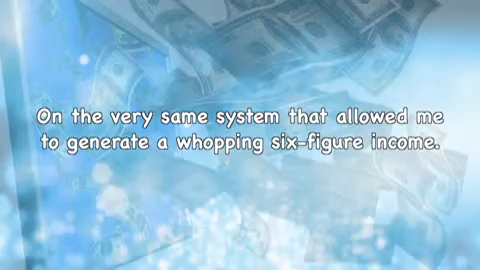 On the very same system that allowed me
to generate a whopping six-figure income.